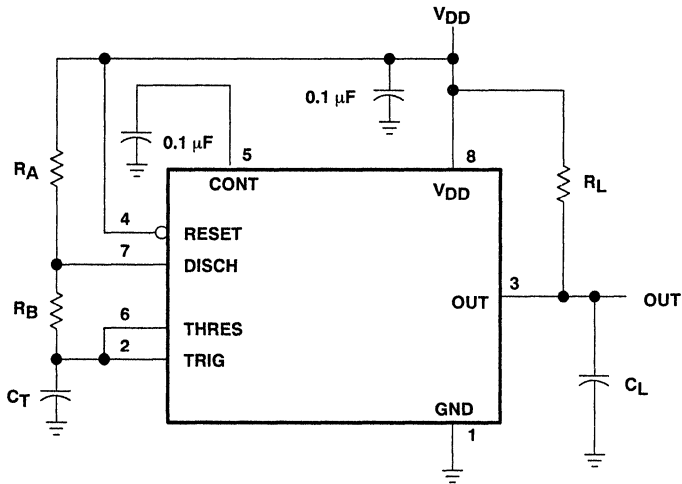 VDD
0.1 μF
0.1 μF
5
8
RA
CONT
VDD
RL
4
RESET
7
DISCH
3
RB
OUT
OUT
6
THRES
2
TRIG
CT
CL
GND
1